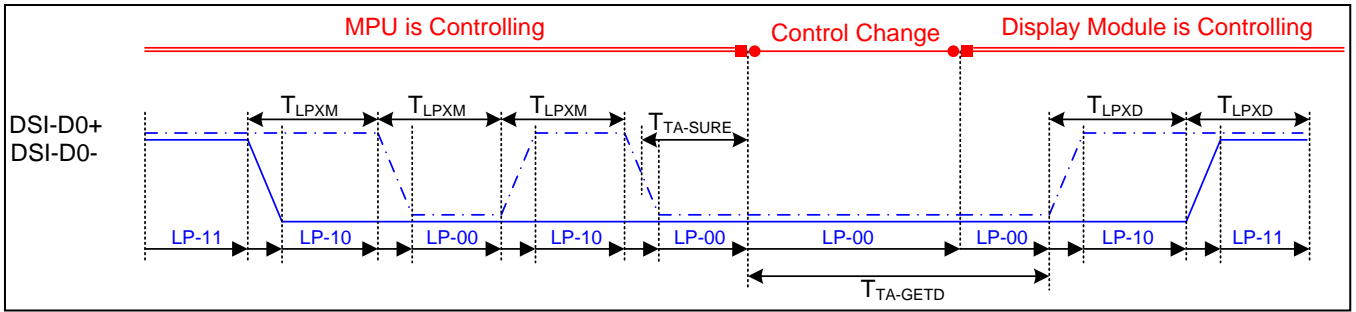 MPU is Controlling
Control Change
Display Module is Controlling
TLPXM
TLPXM
TLPXM
TTA-SURE
TLPXD
TLPXD
DSI-D0+
DSI-D0-
LP-11
LP-10
LP-00
LP-10
LP-00
LP-00
LP-00
LP-10
LP-11
TTA-GETD